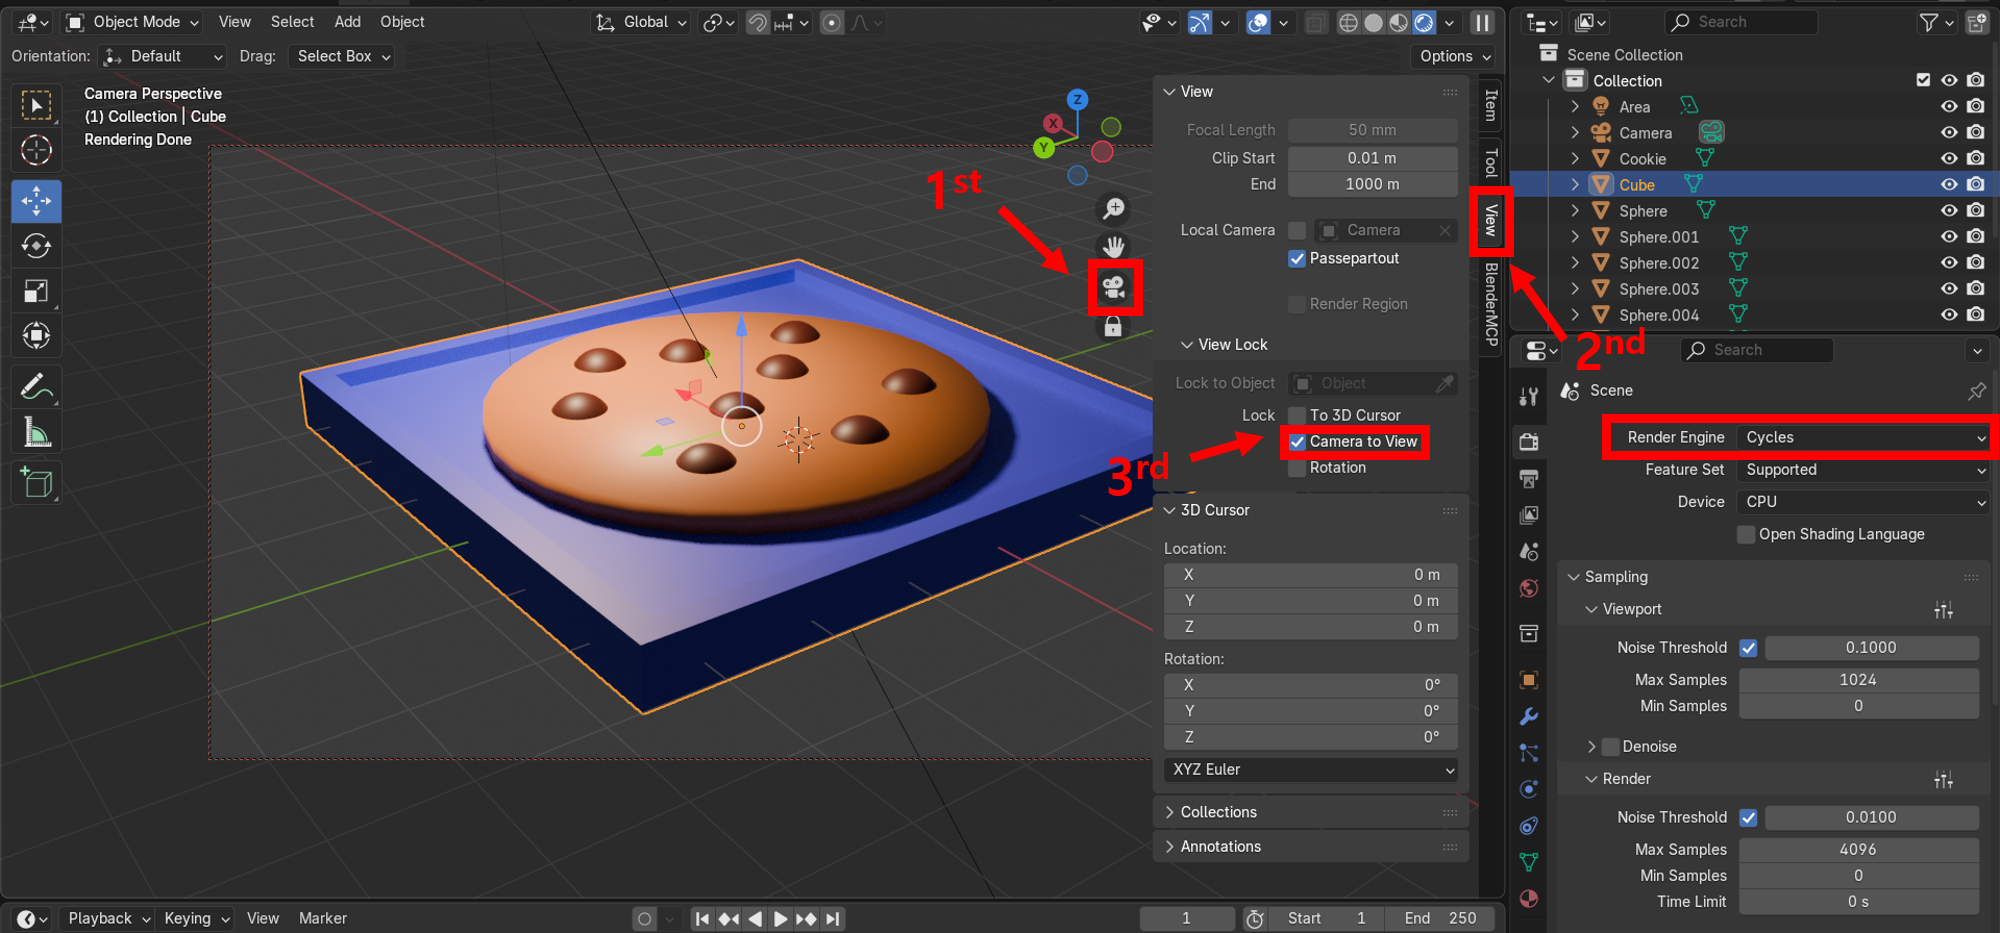 Object Mode View Select Add Object Global
Orientation: Default Drag: Select Box Options
Camera Perspective
(1) Collection | Cube
Rendering Done
X
Y
Z
1st
View
Focal Length 50 mm
Clip Start 0.01 m
End 1000 m
Local Camera Camera
Passepartout
Render Region
View Lock
Lock to Object Object
Lock To 3D Cursor
Camera to View
Rotation
3rd
3D Cursor
Location:
X 0 m
Y 0 m
Z 0 m
Rotation:
X 0°
Y 0°
Z 0°
XYZ Euler
Collections
Annotations
Item
Tool
View
BlenderMCP
2nd
Search
Scene Collection
Collection
Area
Camera
Cookie
Cube
Sphere
Sphere.001
Sphere.002
Sphere.003
Sphere.004
Search
Scene
Render Engine Cycles
Feature Set Supported
Device CPU
Open Shading Language
Sampling
Viewport
Noise Threshold 0.1000
Max Samples 1024
Min Samples 0
Denoise
Render
Noise Threshold 0.0100
Max Samples 4096
Min Samples 0
Time Limit 0 s
Playback Keying View Marker 1 Start 1 End 250